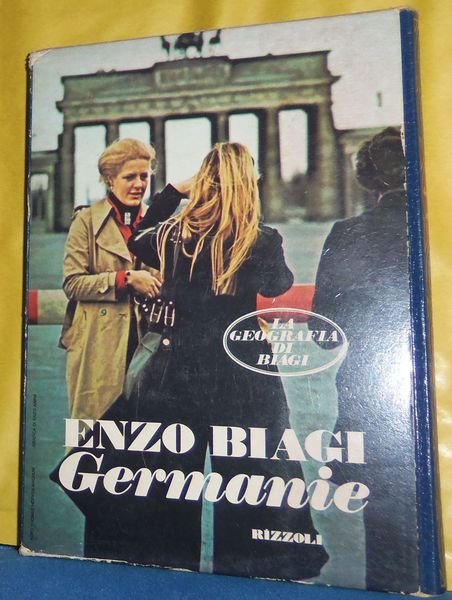 LA
GEOGRAFIA
DI
BIAGI
ENZO BIAGI
Germanie
RIZZOLI